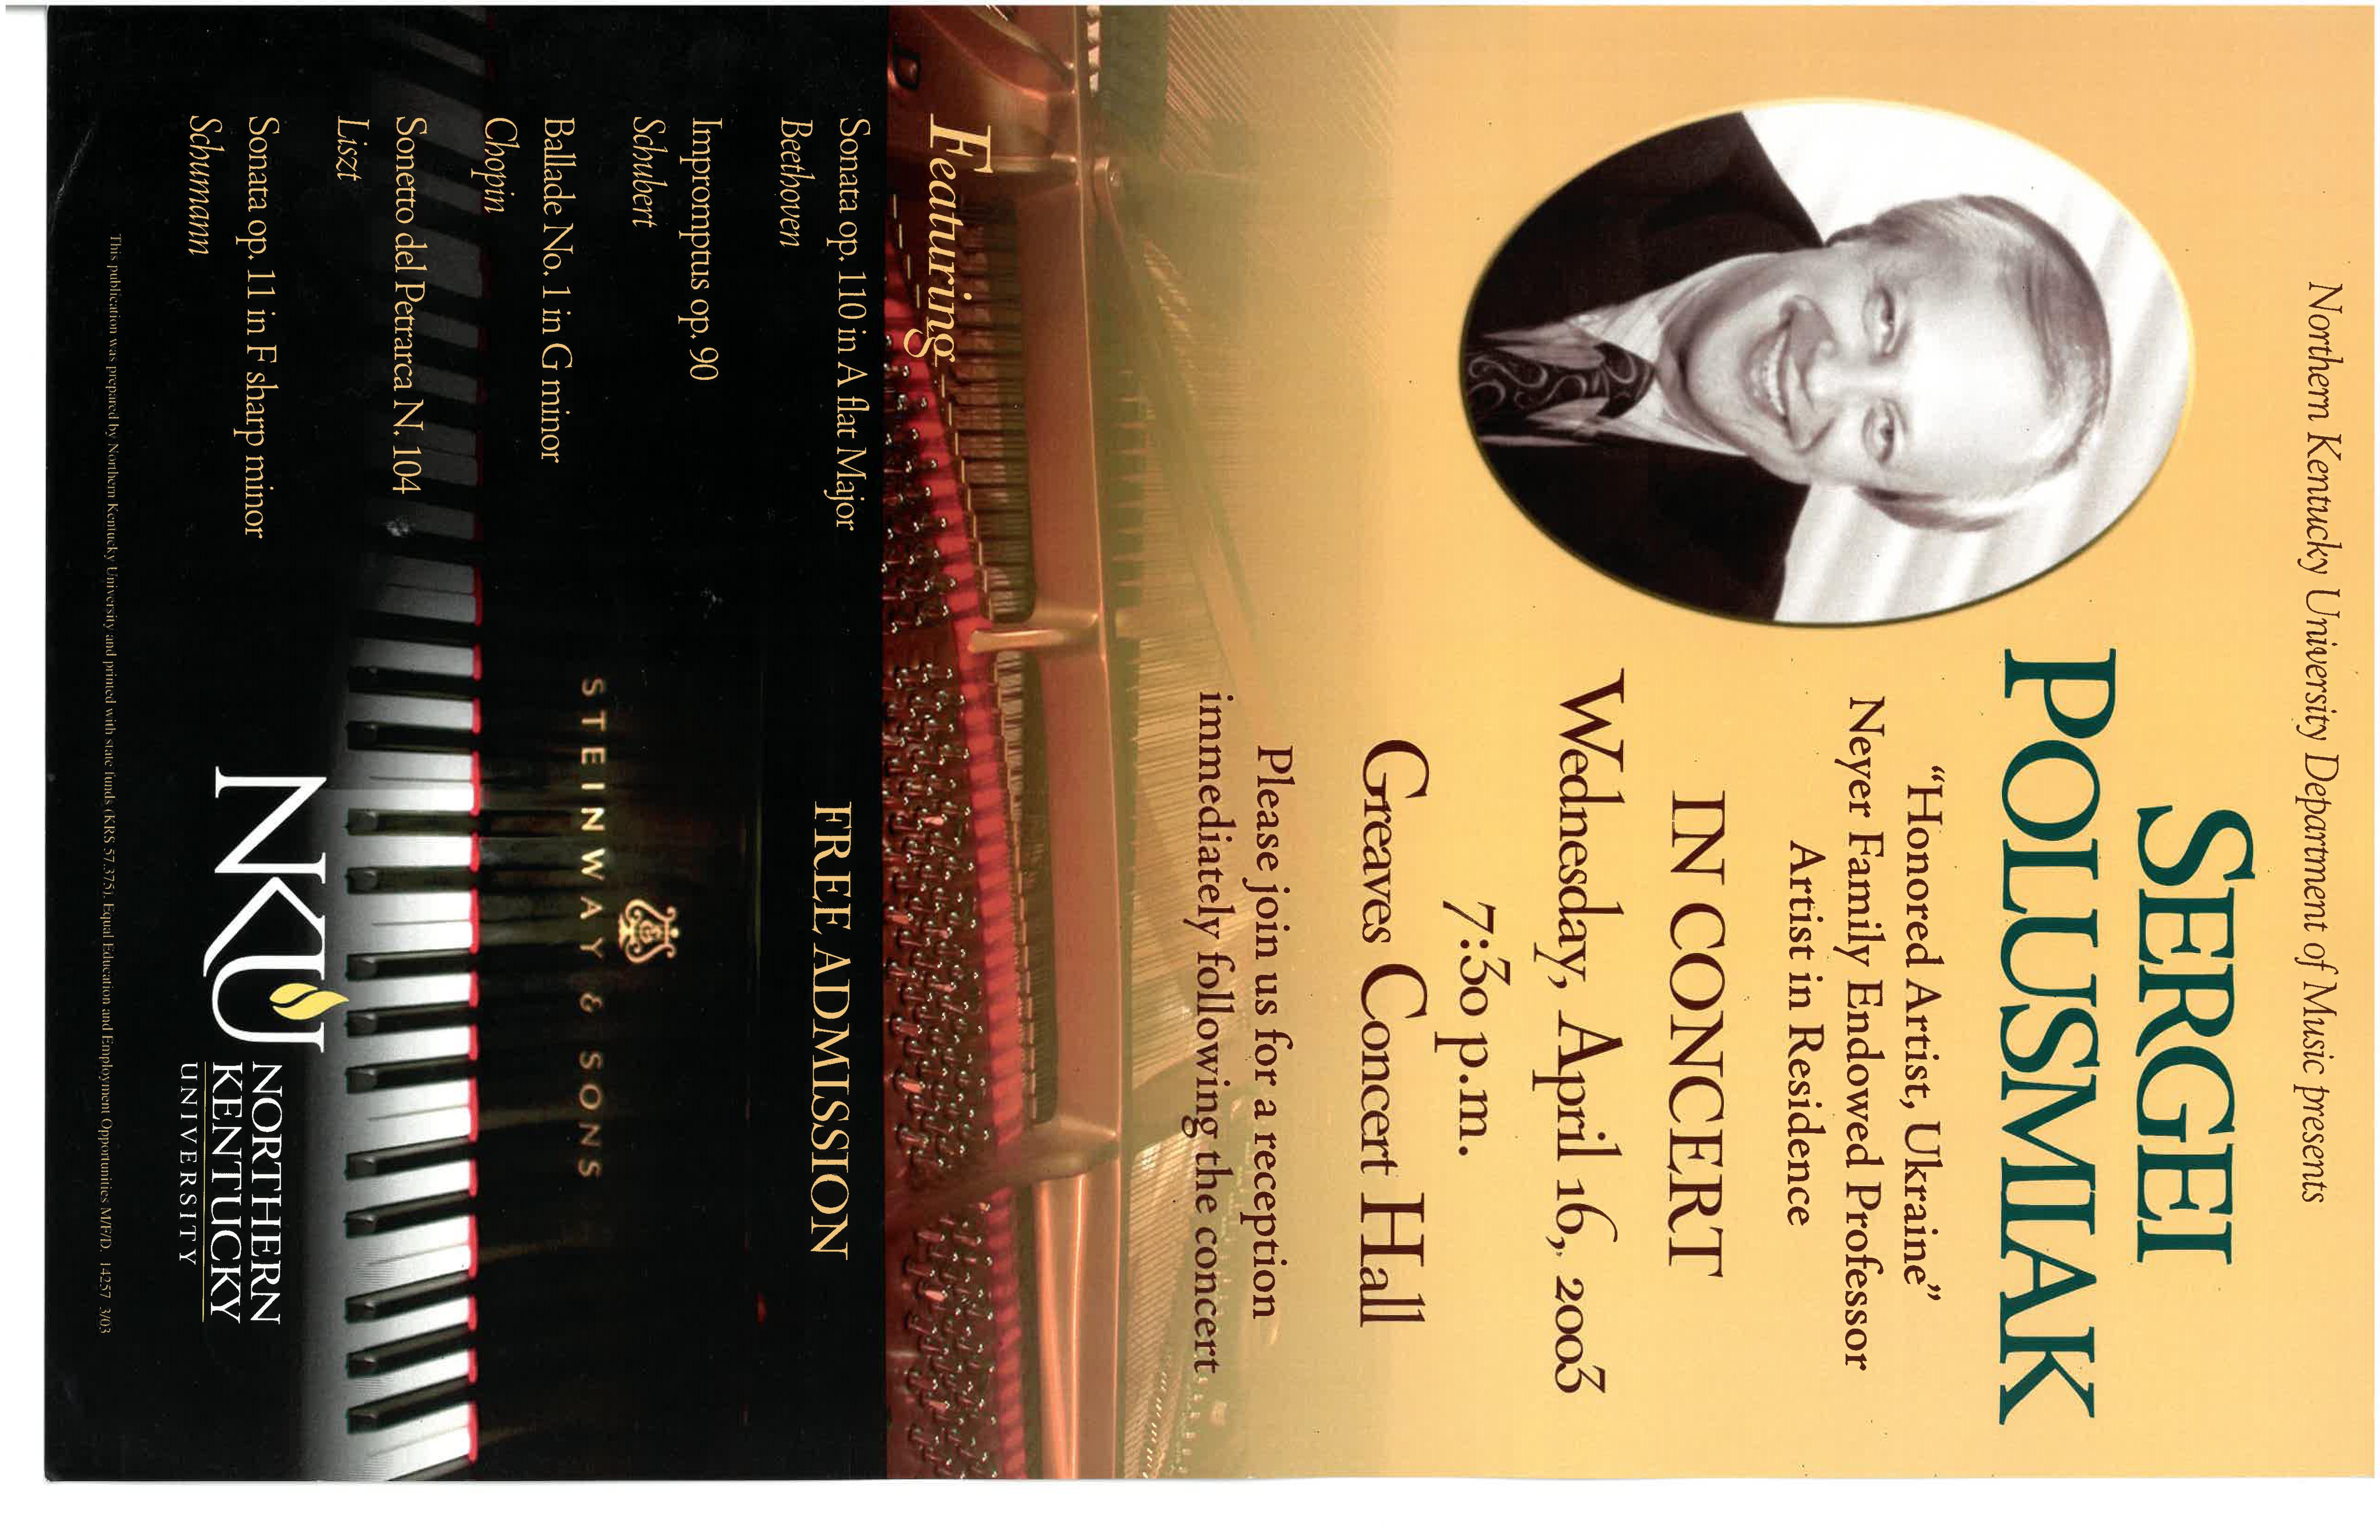 Northern Kentucky University Department of Music presents
SERGEI
POLUSMIAK
“Honored Artist, Ukraine”
Neyer Family Endowed Professor
Artist in Residence
IN CONCERT
Wednesday, April 16, 2003
7:30 p.m.
Greaves Concert Hall
Please join us for a reception
immediately following the concert
Featuring
Sonata op. 110 in A flat Major
Beethoven
Impromptus op. 90
Schubert
Ballade No. 1 in G minor
Chopin
Sonetto del Petrarca N. 104
Liszt
Sonata op. 11 in F sharp minor
Schumann
FREE ADMISSION
STEINWAY & SONS
NKU
NORTHERN
KENTUCKY
UNIVERSITY
This publication was prepared by Northern Kentucky University and printed with state funds (KRS 57.375). Equal Education and Employment Opportunities M/F/D. 14257 3/03